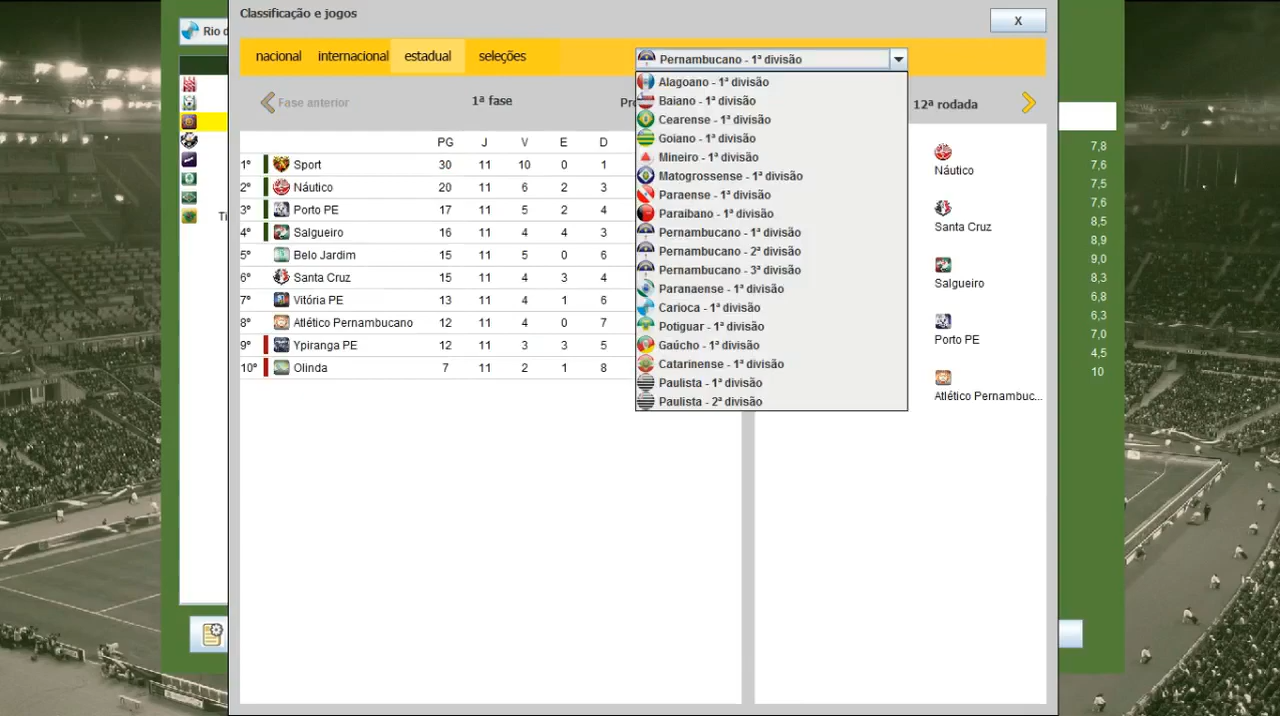 Classificação e jogos
X
Rio d
nacional internacional estadual seleções
Pernambucano - 1ª divisão
Fase anterior 1ª fase
12ª rodada
PG J V E D
1º Sport 30 11 10 0 1
2º Náutico 20 11 6 2 3
3º Porto PE 17 11 5 2 4
4º Salgueiro 16 11 4 4 3
5º Belo Jardim 15 11 5 0 6
6º Santa Cruz 15 11 4 3 4
7º Vitória PE 13 11 4 1 6
8º Atlético Pernambucano 12 11 4 0 7
9º Ypiranga PE 12 11 3 3 5
10º Olinda 7 11 2 1 8
Alagoano - 1ª divisão
Baiano - 1ª divisão
Cearense - 1ª divisão
Goiano - 1ª divisão
Mineiro - 1ª divisão
Matogrossense - 1ª divisão
Paraense - 1ª divisão
Paraibano - 1ª divisão
Pernambucano - 1ª divisão
Pernambucano - 2ª divisão
Pernambucano - 3ª divisão
Paranaense - 1ª divisão
Carioca - 1ª divisão
Potiguar - 1ª divisão
Gaúcho - 1ª divisão
Catarinense - 1ª divisão
Paulista - 1ª divisão
Paulista - 2ª divisão
Náutico
Santa Cruz
Salgueiro
Porto PE
Atlético Pernambuc...
7,8
7,6
7,5
7,6
8,5
8,9
9,0
8,3
6,8
6,3
7,0
4,5
10